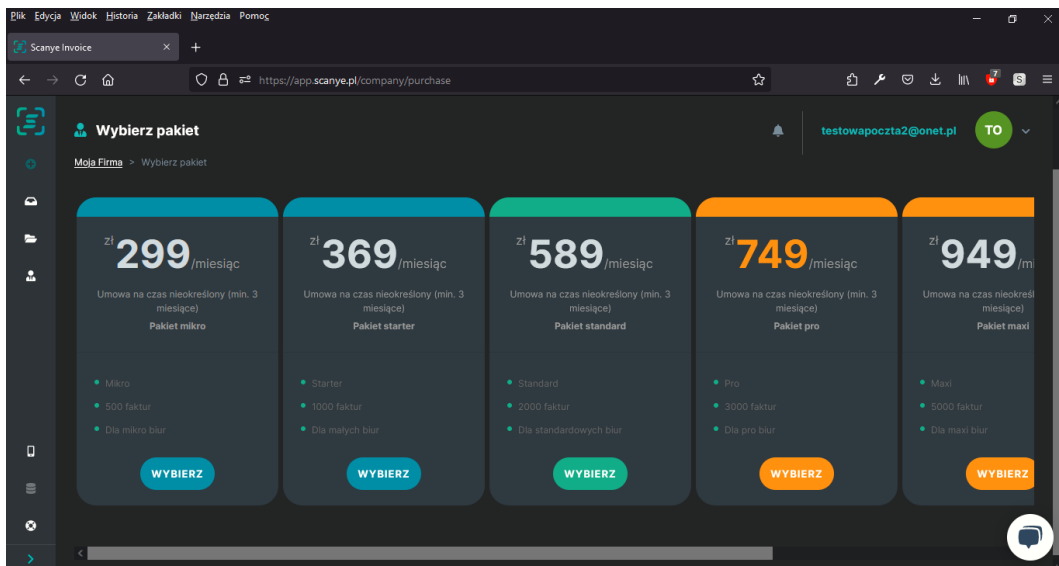 Plik Edycja Widok Historia Zakładki Narzędzia Pomoc
Scanye Invoice
https://app.scanye.pl/company/purchase
7
S
Wybierz pakiet
testowapoczta2@onet.pl
TO
Moja Firma > Wybierz pakiet
zł 299 /miesiąc
Umowa na czas nieokreślony (min. 3
miesiące)
Pakiet mikro
Mikro
500 faktur
Dla mikro biur
WYBIERZ
zł 369 /miesiąc
Umowa na czas nieokreślony (min. 3
miesiące)
Pakiet starter
Starter
1000 faktur
Dla małych biur
WYBIERZ
zł 589 /miesiąc
Umowa na czas nieokreślony (min. 3
miesiące)
Pakiet standard
Standard
2000 faktur
Dla standardowych biur
WYBIERZ
zł 749 /miesiąc
Umowa na czas nieokreślony (min. 3
miesiące)
Pakiet pro
Pro
3000 faktur
Dla pro biur
WYBIERZ
zł 949 /m
Umowa na czas nieokreśl
miesiące)
Pakiet maxi
Maxi
5000 faktur
Dla maxi biur
WYBIERZ